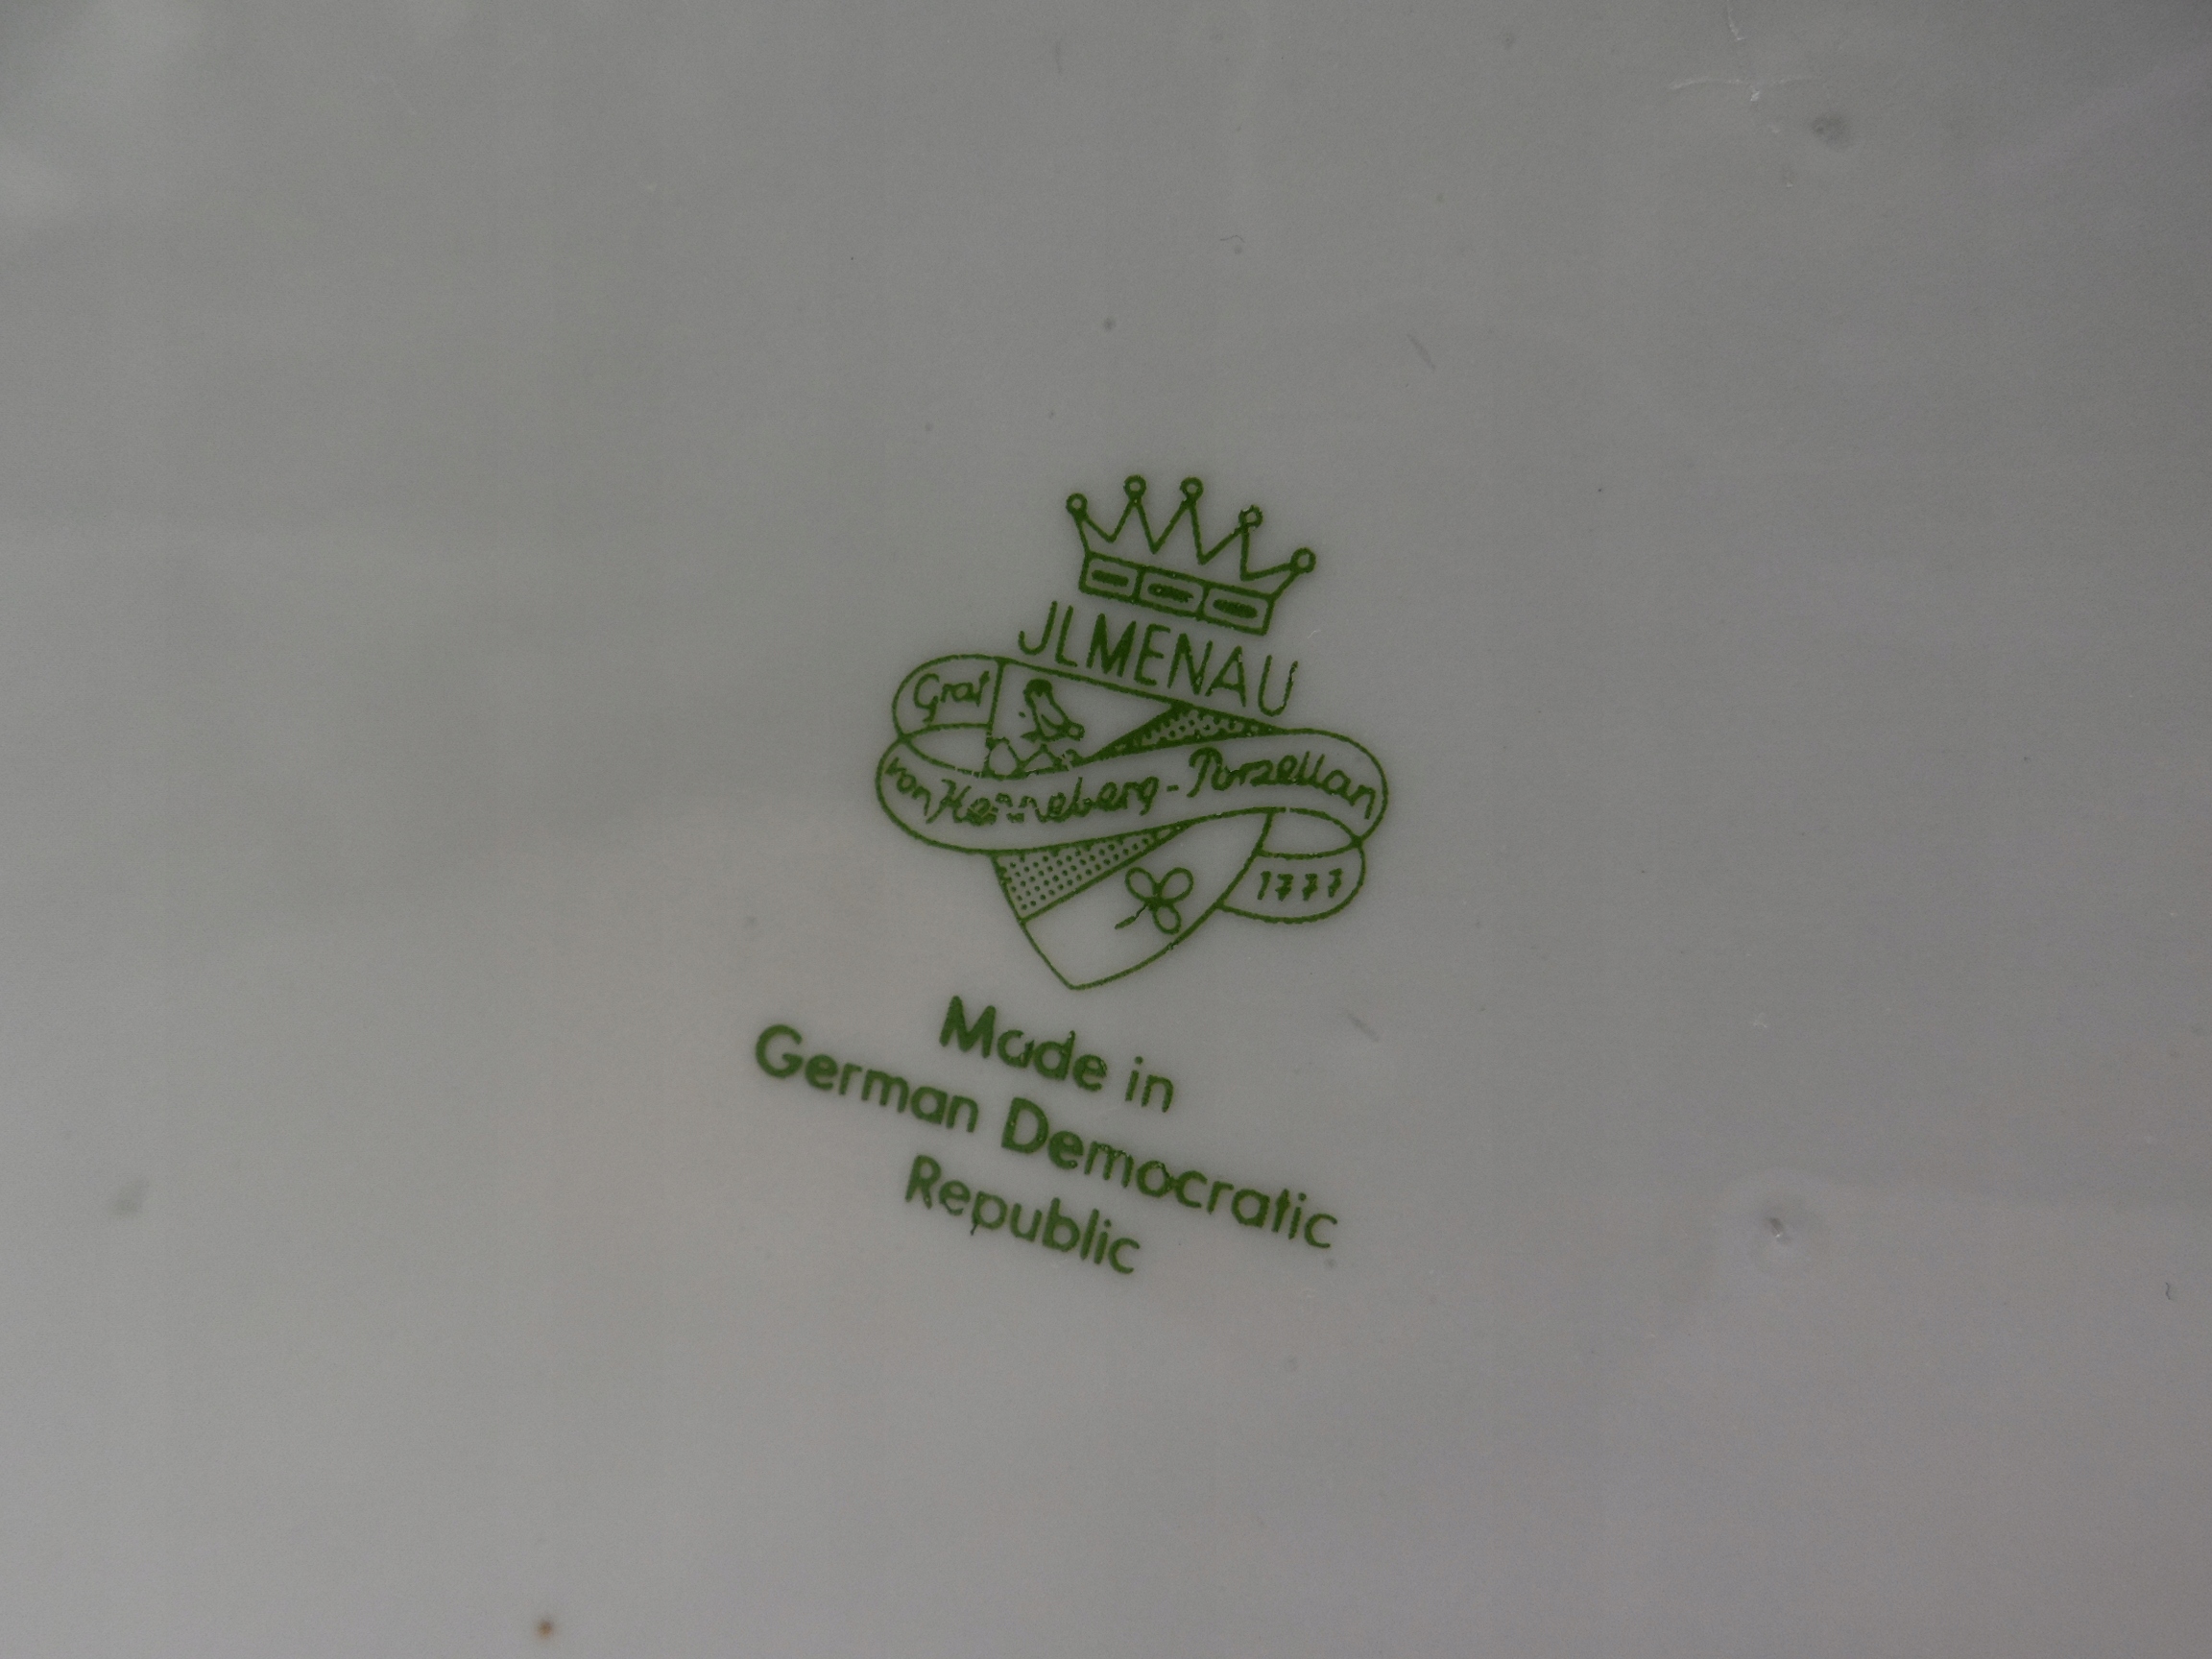 JLMENAU
Graf
von Henneberg - Porzellan
1777
Made in
German Democratic
Republic